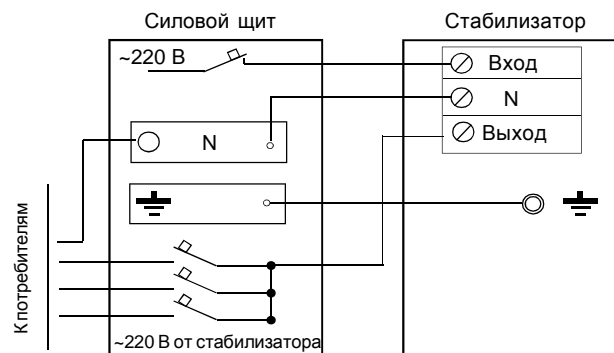 Силовой щит
Стабилизатор
~220 В
Вход
N
N
Выход
К потребителям
~220 В от стабилизатора